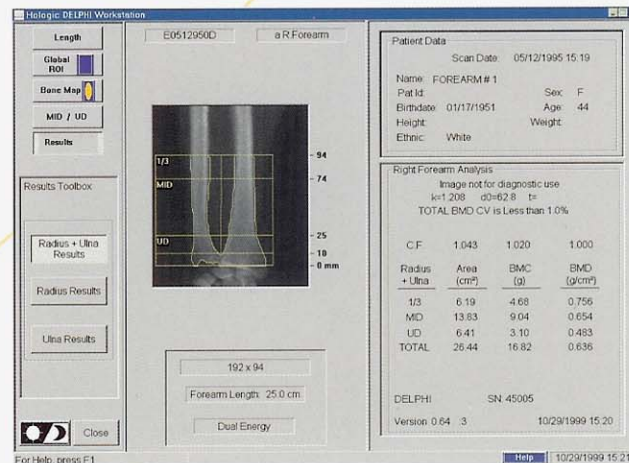 Hologic DELPHI Workstation
Length
Global
ROI
Bone Map
MID / UD
Results
Results Toolbox
Radius + Ulna
Results
Radius Results
Ulna Results
Close
For Help, press F1
E0512950D
a R.Forearm
1/3
MID
UD
94
74
25
10
0 mm
192 x 94
Forearm Length: 25.0 cm
Dual Energy
Patient Data
Scan Date: 05/12/1995 15:19
Name: FOREARM # 1
Pat Id: Sex: F
Birthdate: 01/17/1951 Age: 44
Height: Weight:
Ethnic: White
Right Forearm Analysis
Image not for diagnostic use
k=1.208 d0=62.8 t=
TOTAL BMD CV is Less than 1.0%
C.F. 1.043 1.020 1.000
Radius Area BMC BMD
+ Ulna (cm²) (g) (g/cm²)
1/3 6.19 4.68 0.756
MID 13.83 9.04 0.654
UD 6.41 3.10 0.483
TOTAL 26.44 16.82 0.636
DELPHI SN: 45005
Version 0.64 :3 10/29/1999 15:20
Help 10/29/1999 15:21